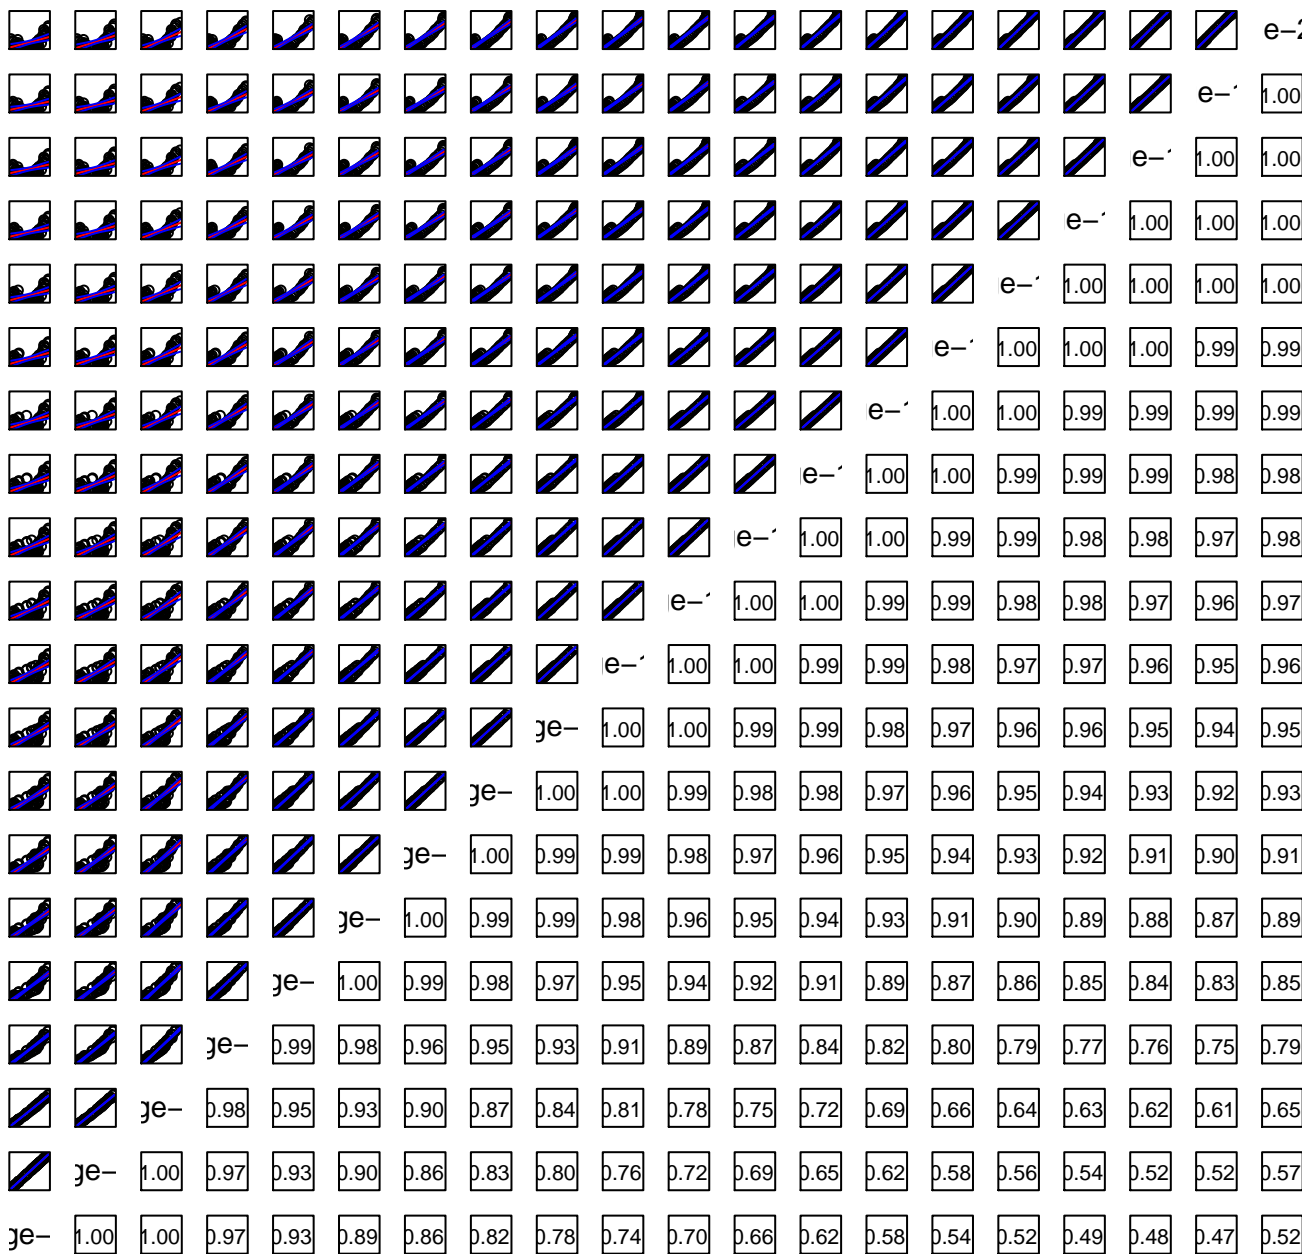 e−2
e− 1.00
e− 1.00 1.00
e− 1.00 1.00 1.00
e− 1.00 1.00 1.00 1.00
e− 1.00 1.00 1.00 0.99 0.99
e− 1.00 1.00 0.99 0.99 0.99 0.99
e− 1.00 1.00 0.99 0.99 0.99 0.98 0.98
e− 1.00 1.00 0.99 0.99 0.98 0.98 0.97 0.98
e− 1.00 1.00 0.99 0.99 0.98 0.98 0.97 0.96 0.97
e− 1.00 1.00 0.99 0.99 0.98 0.97 0.97 0.96 0.95 0.96
ge− 1.00 1.00 0.99 0.99 0.98 0.97 0.96 0.96 0.95 0.94 0.95
ge− 1.00 1.00 0.99 0.98 0.98 0.97 0.96 0.95 0.94 0.93 0.92 0.93
ge− 1.00 0.99 0.99 0.98 0.97 0.96 0.95 0.94 0.93 0.92 0.91 0.90 0.91
ge− 1.00 0.99 0.99 0.98 0.96 0.95 0.94 0.93 0.91 0.90 0.89 0.88 0.87 0.89
ge− 1.00 0.99 0.98 0.97 0.95 0.94 0.92 0.91 0.89 0.87 0.86 0.85 0.84 0.83 0.85
ge− 0.99 0.98 0.96 0.95 0.93 0.91 0.89 0.87 0.84 0.82 0.80 0.79 0.77 0.76 0.75 0.79
ge− 0.98 0.95 0.93 0.90 0.87 0.84 0.81 0.78 0.75 0.72 0.69 0.66 0.64 0.63 0.62 0.61 0.65
ge− 1.00 0.97 0.93 0.90 0.86 0.83 0.80 0.76 0.72 0.69 0.65 0.62 0.58 0.56 0.54 0.52 0.52 0.57
ge− 1.00 1.00 0.97 0.93 0.89 0.86 0.82 0.78 0.74 0.70 0.66 0.62 0.58 0.54 0.52 0.49 0.48 0.47 0.52